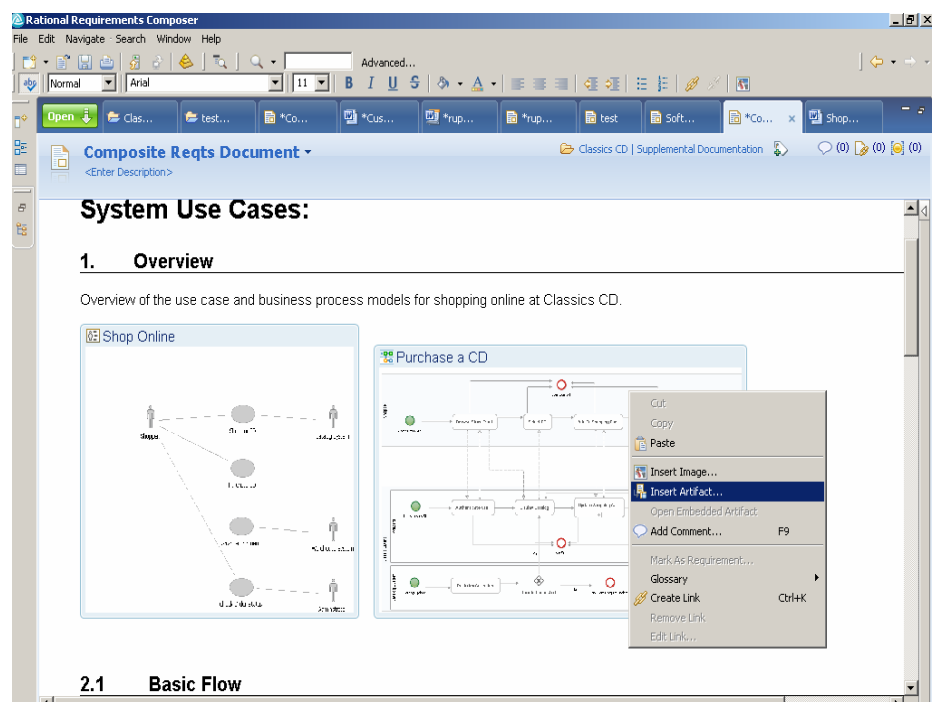 Rational Requirements Composer
File Edit Navigate Search Window Help
Advanced...
Normal Arial 11 B I U S A
Open Clas... test... *Co... *Cus... *rup... *rup... test Soft... *Co... x Shop...
Composite Reqts Document
Classics CD | Supplemental Documentation (0) (0) (0)
<Enter Description>
System Use Cases:
1. Overview
Overview of the use case and business process models for shopping online at Classics CD.
Shop Online
Purchase a CD
Shopper
Cut
Copy
Paste
Insert Image...
Insert Artifact...
Open Embedded Artifact
Add Comment... F9
Mark As Requirement...
Glossary
Create Link Ctrl+K
Remove Link
Edit Link...
2.1 Basic Flow